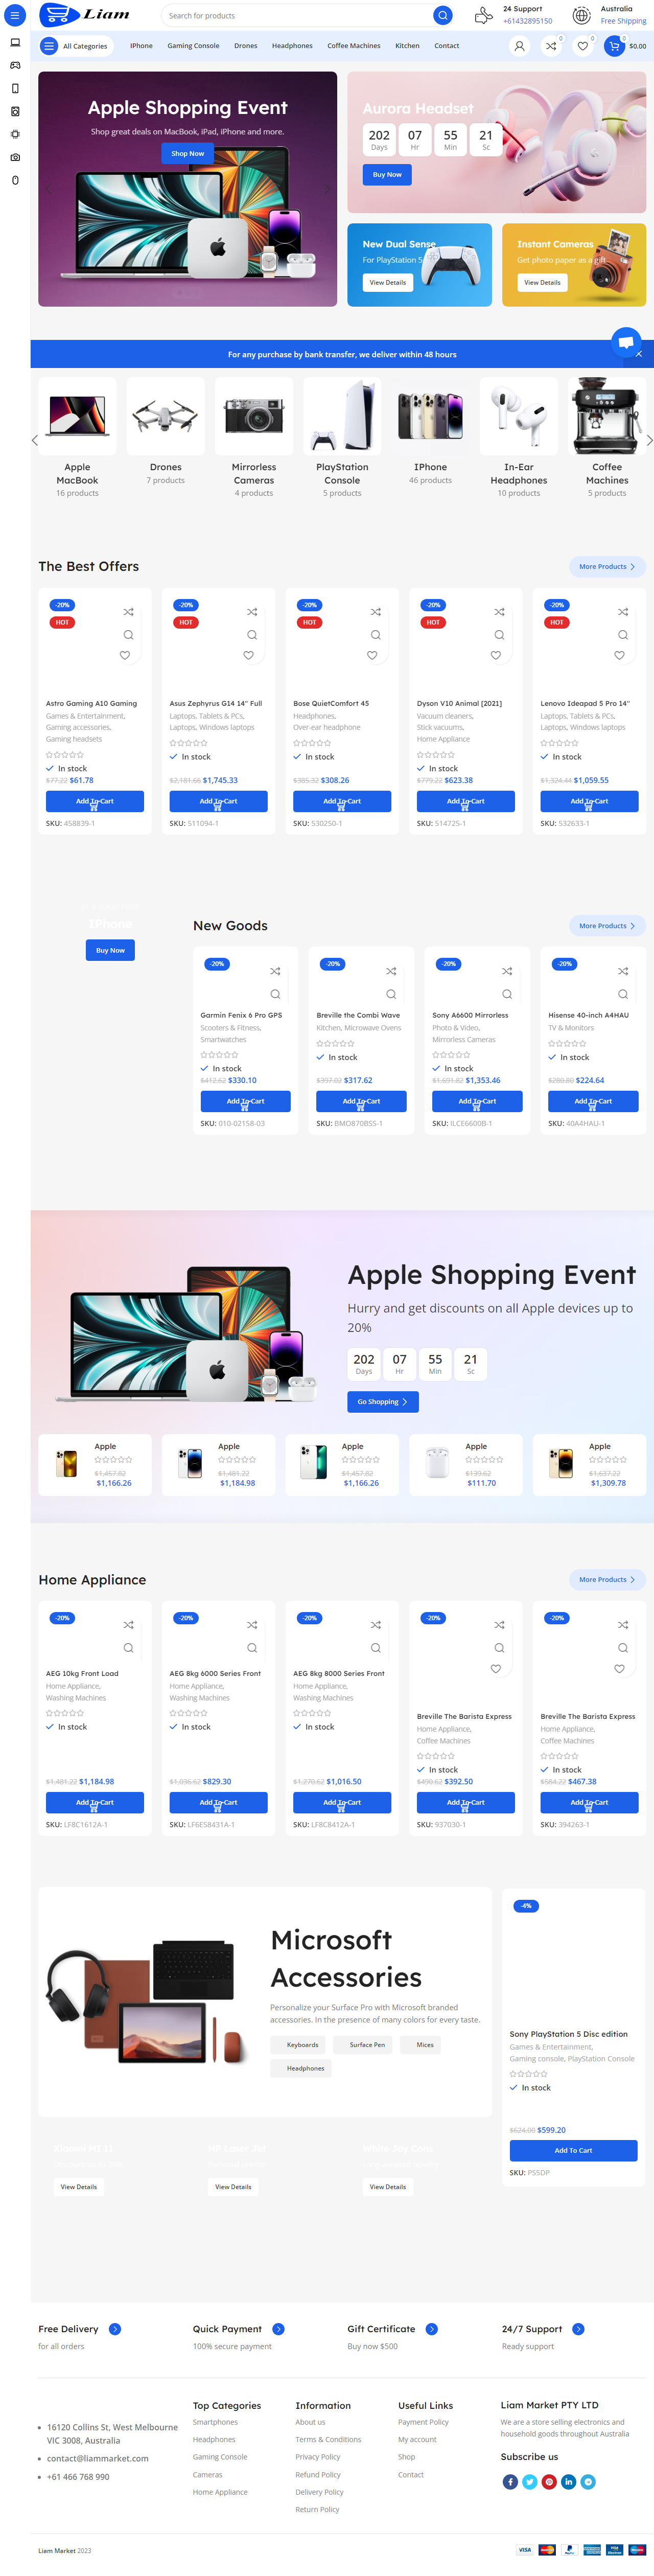 Liam
Search for products
24 Support
+61432895150
Australia
Free Shipping
All Categories
IPhone
Gaming Console
Drones
Headphones
Coffee Machines
Kitchen
Contact
0
0
0
$0.00
Apple Shopping Event
Shop great deals on MacBook, iPad, iPhone and more.
Shop Now
Aurora Headset
202 07 55 21
Days Hr Min Sc
Buy Now
New Dual Sense
For PlayStation 5
View Details
Instant Cameras
Get photo paper as a gift
View Details
For any purchase by bank transfer, we deliver within 48 hours
Apple
MacBook
16 products
Drones
7 products
Mirrorless
Cameras
4 products
PlayStation
Console
5 products
IPhone
46 products
In-Ear
Headphones
10 products
Coffee
Machines
5 products
The Best Offers
More Products
-20%
HOT
Astro Gaming A10 Gaming
Games & Entertainment,
Gaming accessories,
Gaming headsets
In stock
$77.22 $61.78
Add To Cart
SKU: 458839-1
-20%
HOT
Asus Zephyrus G14 14" Full
Laptops, Tablets & PCs,
Laptops, Windows laptops
In stock
$2,181.66 $1,745.33
Add To Cart
SKU: 511094-1
-20%
HOT
Bose QuietComfort 45
Headphones,
Over-ear headphone
In stock
$385.32 $308.26
Add To Cart
SKU: 530250-1
-20%
HOT
Dyson V10 Animal [2021]
Vacuum cleaners,
Stick vacuums,
Home Appliance
In stock
$779.22 $623.38
Add To Cart
SKU: 514725-1
-20%
HOT
Lenovo Ideapad 5 Pro 14"
Laptops, Tablets & PCs,
Laptops, Windows laptops
In stock
$1,324.44 $1,059.55
Add To Cart
SKU: 532633-1
IPhone
Buy Now
New Goods
More Products
-20%
Garmin Fenix 6 Pro GPS
Scooters & Fitness,
Smartwatches
In stock
$412.62 $330.10
Add To Cart
SKU: 010-02158-03
-20%
Breville the Combi Wave
Kitchen, Microwave Ovens
In stock
$397.02 $317.62
Add To Cart
SKU: BMO870BSS-1
-20%
Sony A6600 Mirrorless
Photo & Video,
Mirrorless Cameras
In stock
$1,691.82 $1,353.46
Add To Cart
SKU: ILCE6600B-1
-20%
Hisense 40-inch A4HAU
TV & Monitors
In stock
$280.80 $224.64
Add To Cart
SKU: 40A4HAU-1
Apple Shopping Event
Hurry and get discounts on all Apple devices up to
20%
202 07 55 21
Days Hr Min Sc
Go Shopping
Apple
$1,457.82
$1,166.26
Apple
$1,481.22
$1,184.98
Apple
$1,457.82
$1,166.26
Apple
$139.62
$111.70
Apple
$1,637.22
$1,309.78
Home Appliance
More Products
-20%
AEG 10kg Front Load
Home Appliance,
Washing Machines
In stock
$1,481.22 $1,184.98
Add To Cart
SKU: LF8C1612A-1
-20%
AEG 8kg 6000 Series Front
Home Appliance,
Washing Machines
In stock
$1,036.62 $829.30
Add To Cart
SKU: LF6E58431A-1
-20%
AEG 8kg 8000 Series Front
Home Appliance,
Washing Machines
In stock
$1,270.62 $1,016.50
Add To Cart
SKU: LF8C8412A-1
-20%
Breville The Barista Express
Home Appliance,
Coffee Machines
In stock
$490.62 $392.50
Add To Cart
SKU: 937030-1
-20%
Breville The Barista Express
Home Appliance,
Coffee Machines
In stock
$584.22 $467.38
Add To Cart
SKU: 394263-1
Microsoft
Accessories
Personalize your Surface Pro with Microsoft branded
accessories. In the presence of many colors for every taste.
Keyboards
Surface Pen
Mices
Headphones
-4%
Sony PlayStation 5 Disc edition
Games & Entertainment,
Gaming console, PlayStation Console
In stock
$624.00 $599.20
Add To Cart
SKU: PS5DP
View Details
View Details
View Details
Free Delivery
for all orders
Quick Payment
100% secure payment
Gift Certificate
Buy now $500
24/7 Support
Ready support
16120 Collins St, West Melbourne
VIC 3008, Australia
contact@liammarket.com
+61 466 768 990
Top Categories
Smartphones
Headphones
Gaming Console
Cameras
Home Appliance
Information
About us
Terms & Conditions
Privacy Policy
Refund Policy
Delivery Policy
Return Policy
Useful Links
Payment Policy
My account
Shop
Contact
Liam Market PTY LTD
We are a store selling electronics and
household goods throughout Australia
Subscribe us
Liam Market 2023
VISA
PayPal